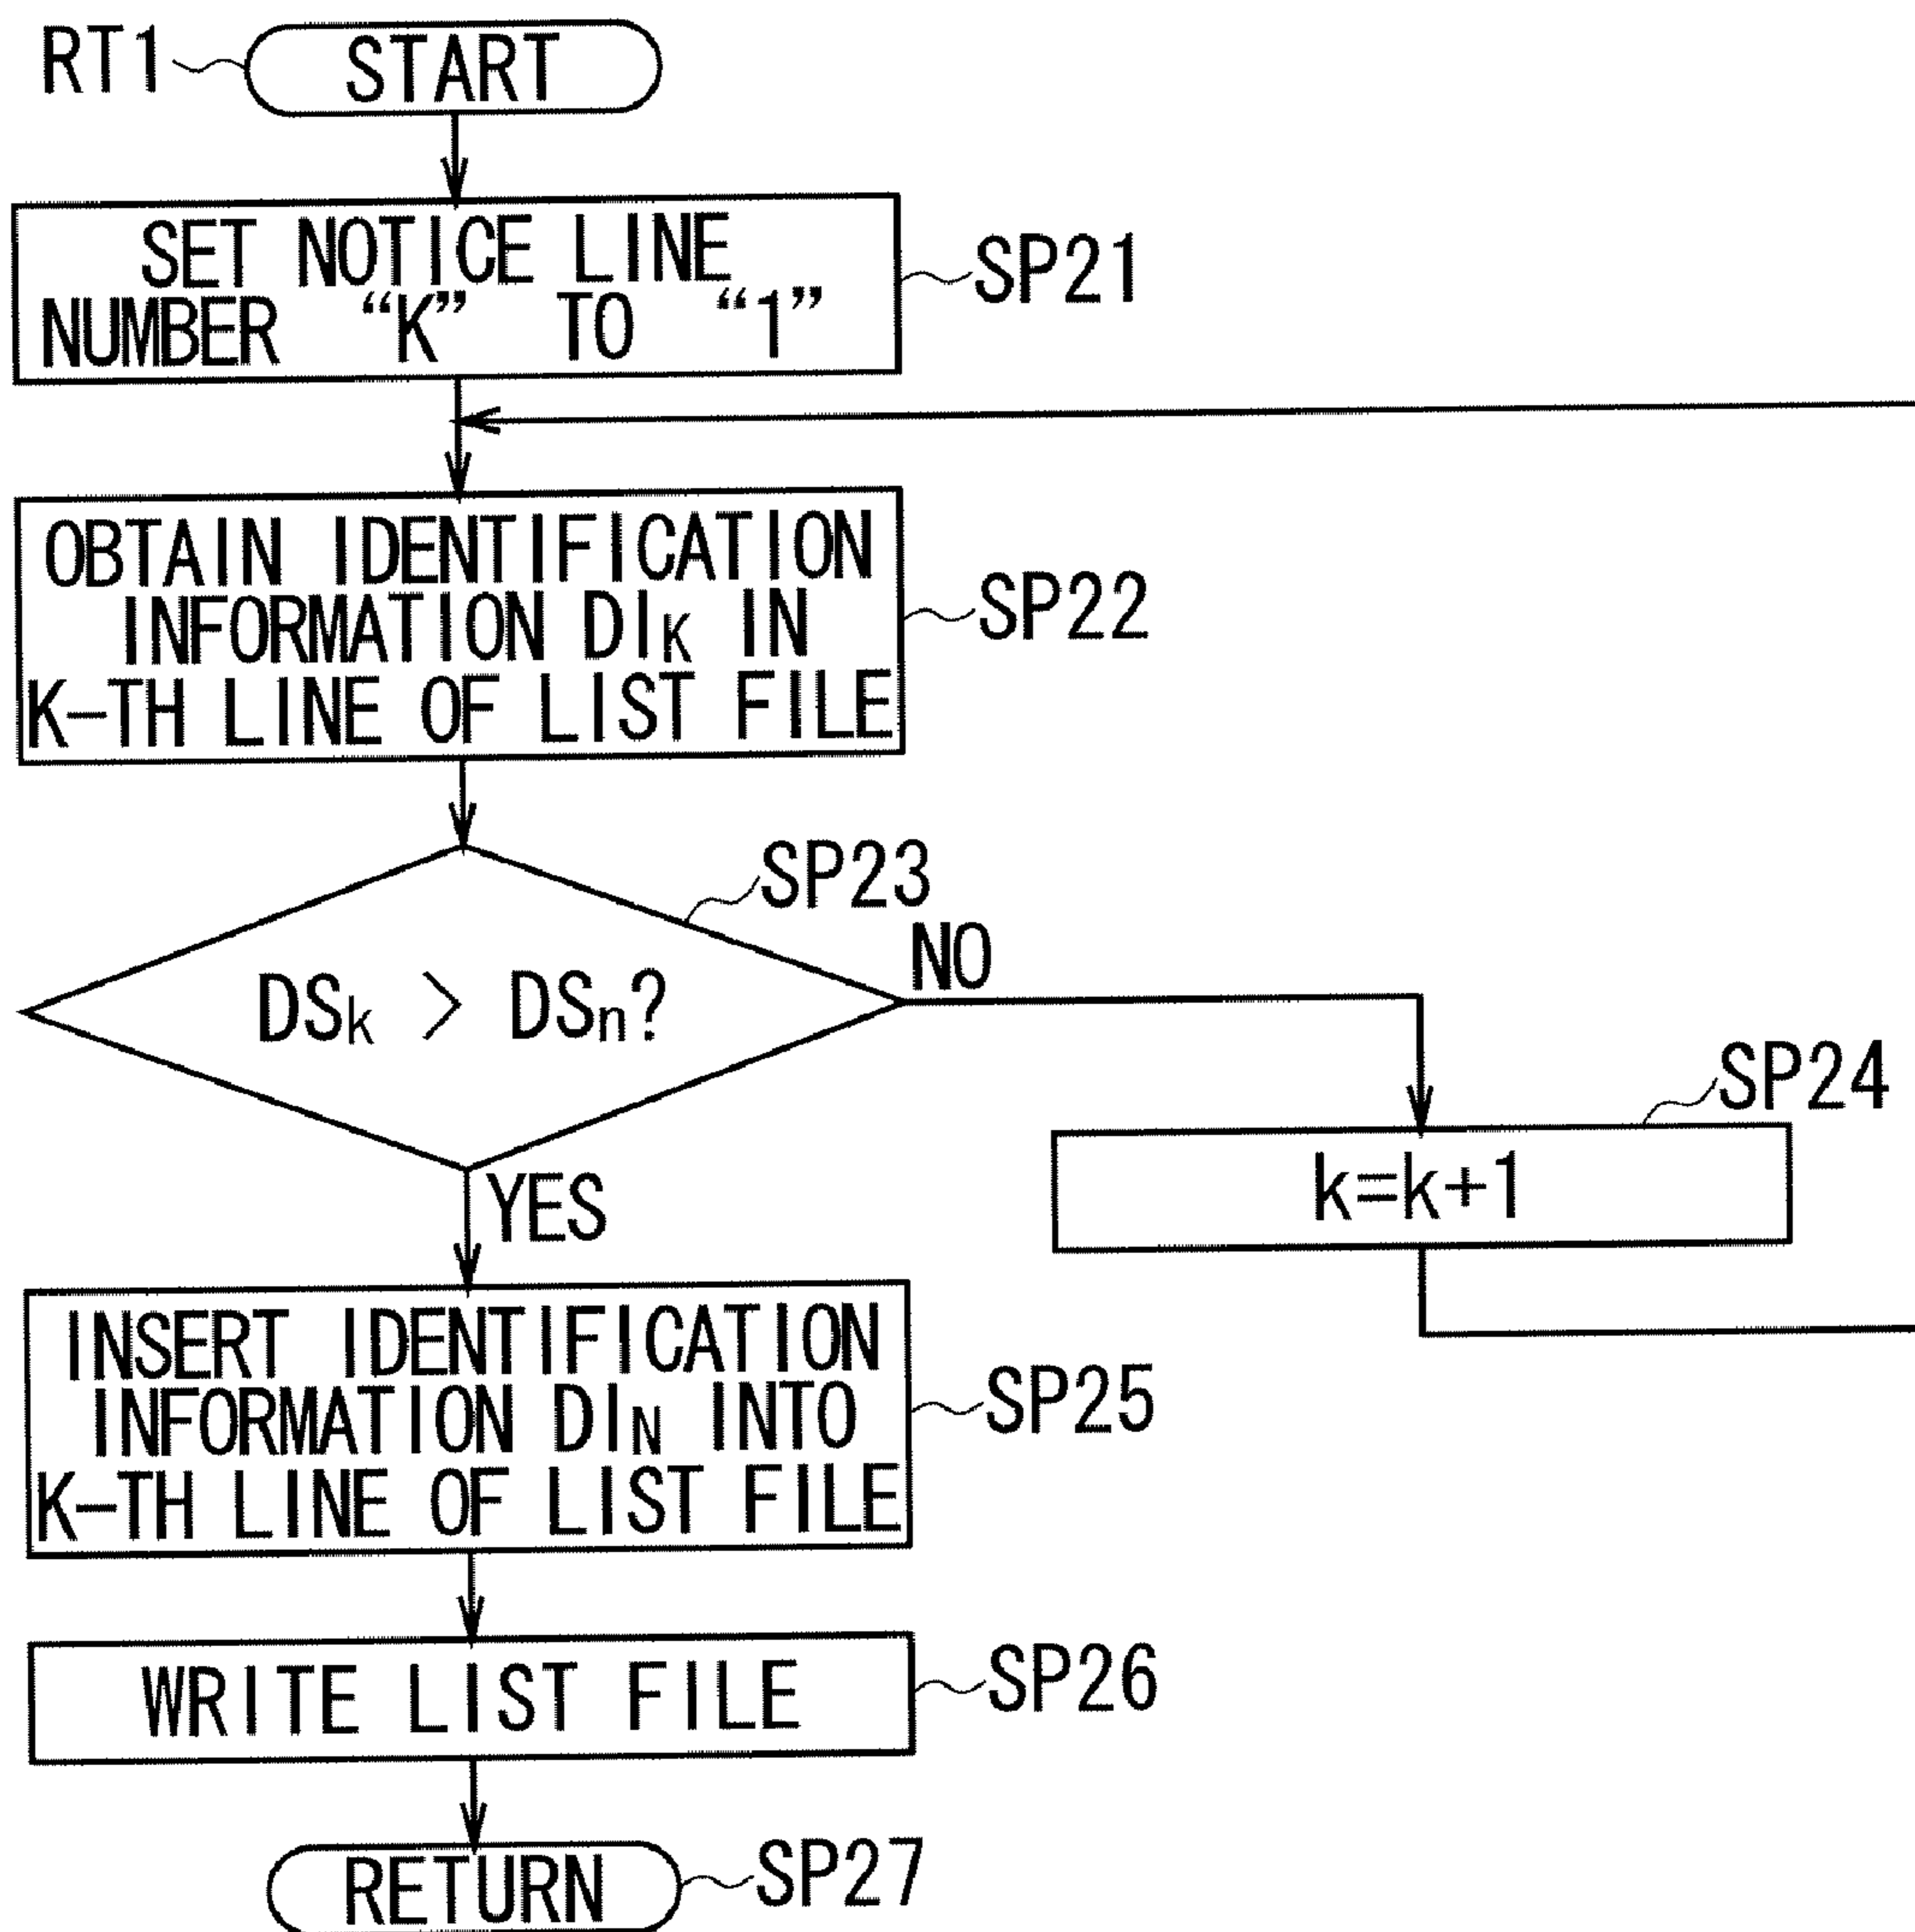 RT1
START
SET NOTICE LINE
NUMBER “K” TO “1”
SP21
OBTAIN IDENTIFICATION
INFORMATION DIK IN
K-TH LINE OF LIST FILE
SP22
SP23
DSk > DSn?
NO
SP24
k=k+1
YES
INSERT IDENTIFICATION
INFORMATION DIN INTO
K-TH LINE OF LIST FILE
SP25
WRITE LIST FILE
SP26
RETURN
SP27